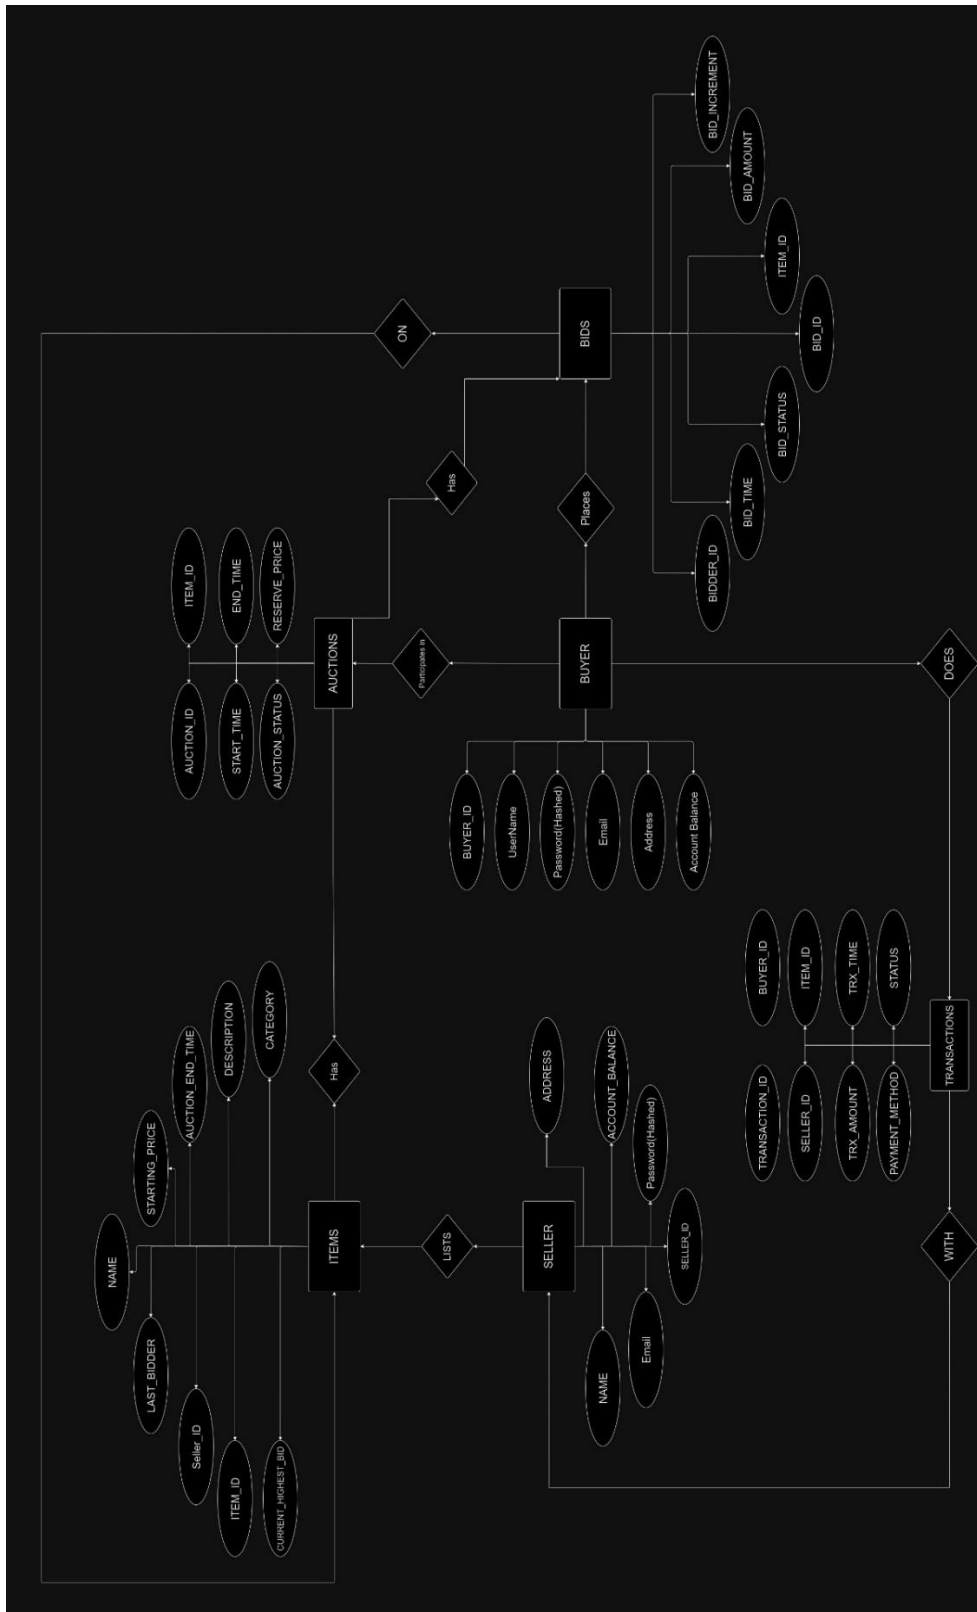 NAME
STARTING_PRICE
LAST_BIDDER
AUCTION_END_TIME
Seller_ID
DESCRIPTION
ITEM_ID
CATEGORY
CURRENT_HIGHEST_BID
ITEMS
Has
AUCTION_ID
ITEM_ID
START_TIME
END_TIME
AUCTION_STATUS
RESERVE_PRICE
AUCTIONS
ON
LISTS
Participates in
Has
SELLER
ADDRESS
NAME
ACCOUNT_BALANCE
Email
Password(Hashed)
SELLER_ID
BUYER_ID
UserName
Password(Hashed)
Email
Address
Account Balance
BUYER
Places
BIDS
BIDDER_ID
BID_INCREMENT
BID_TIME
BID_AMOUNT
BID_STATUS
ITEM_ID
BID_ID
TRANSACTION_ID
BUYER_ID
SELLER_ID
ITEM_ID
TRX_AMOUNT
TRX_TIME
PAYMENT_METHOD
STATUS
WITH
TRANSACTIONS
DOES